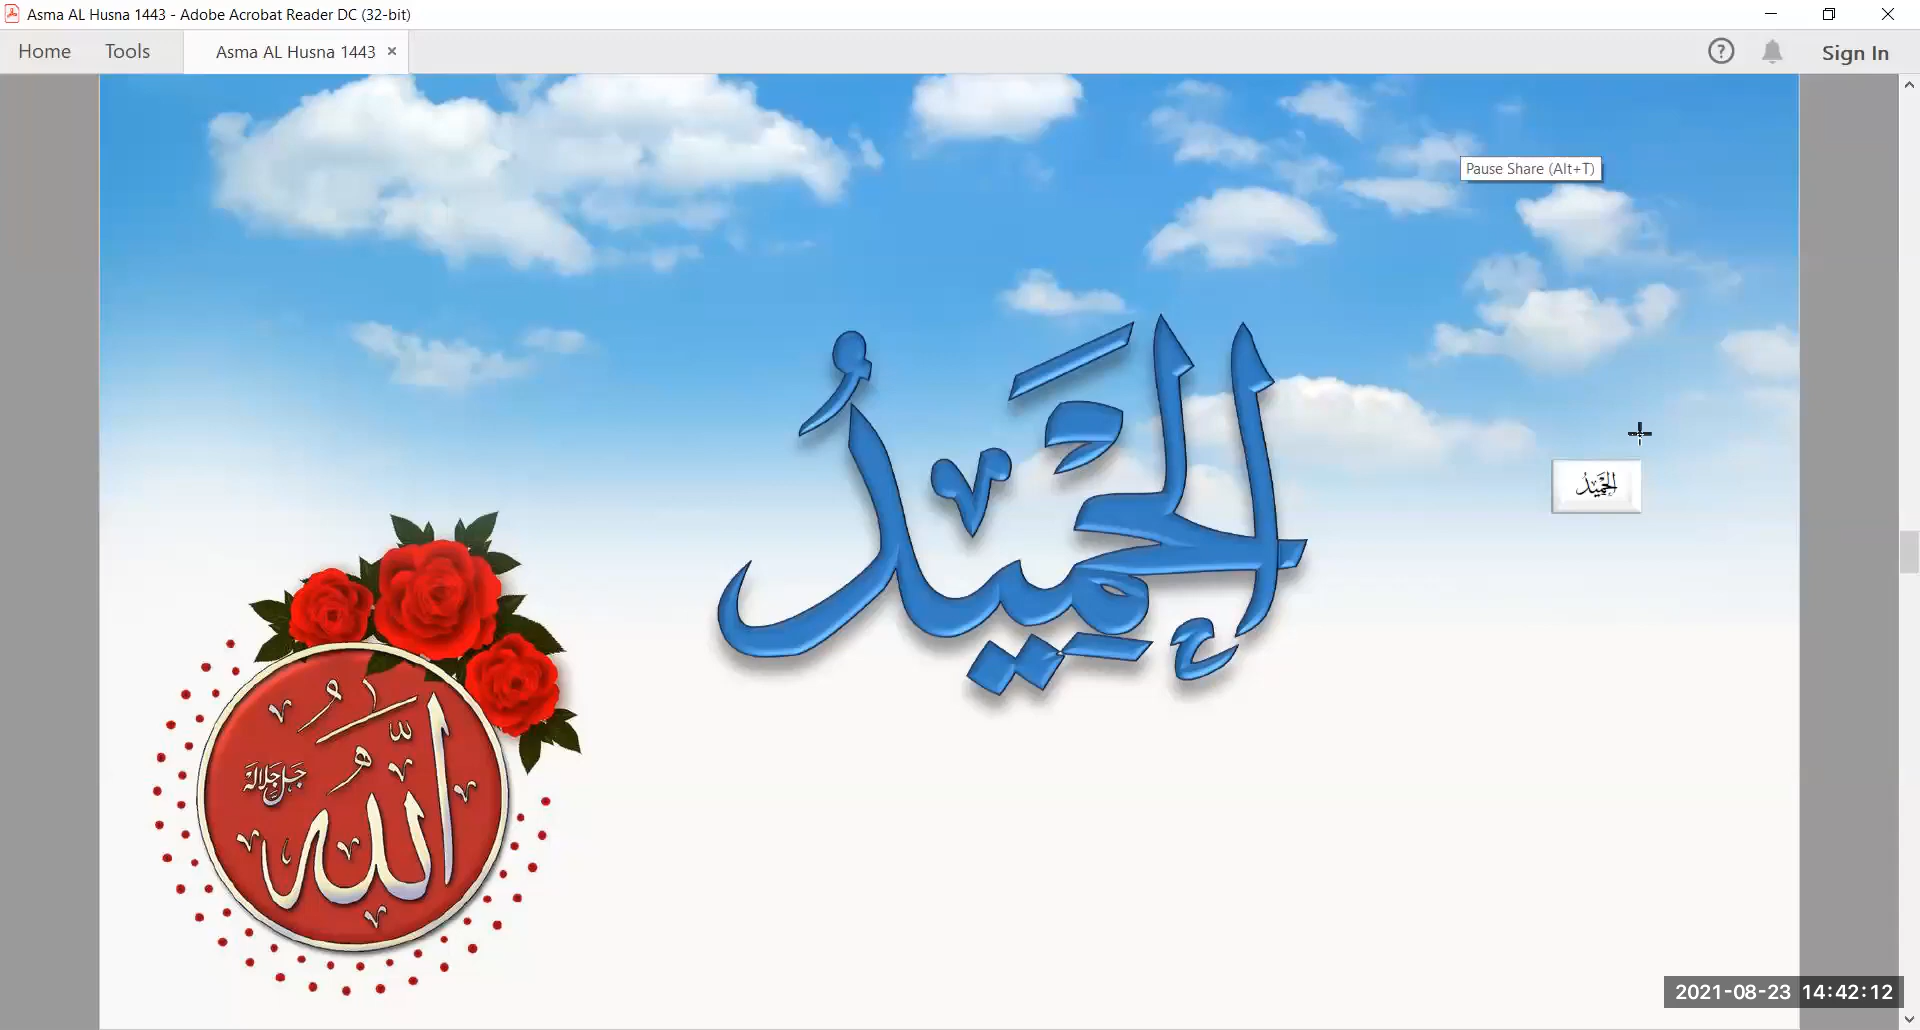 Asma AL Husna 1443 - Adobe Acrobat Reader DC (32-bit)
Home Tools Asma AL Husna 1443 Sign In
Pause Share (Alt+T)
الحَمِيدُ
الحَمِيدُ
اللّٰهُ
جل جلاله
2021-08-23 14:42:12